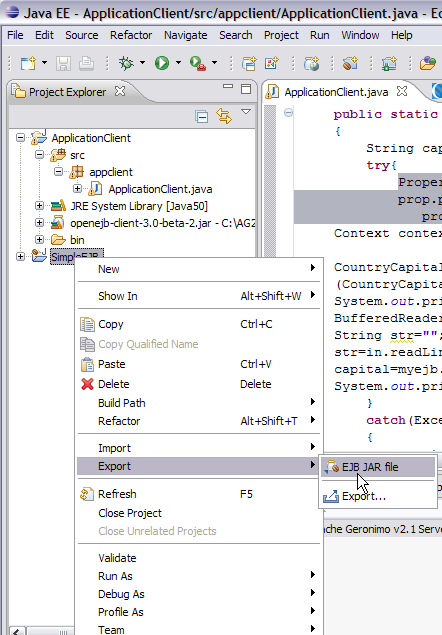 Java EE - ApplicationClient/src/appclient/ApplicationClient.java - Ec
File Edit Source Refactor Navigate Search Project Run Window Help
Project Explorer
ApplicationClient
src
appclient
ApplicationClient.java
JRE System Library [Java50]
openejb-client-3.0-beta-2.jar - C:\AG2
bin
SimpleEJB
ApplicationClient.java
public static
{
String cap
try{
Proper
prop.p
pro
Context context
CountryCapital
(CountryCapita
System.out.pri
BufferedReader
String str="";
str=in.readLin
capital=myejb.
System.out.pri
}
catch(Exce
{
New
Show In Alt+Shift+W
Copy Ctrl+C
Copy Qualified Name
Paste Ctrl+V
Delete Delete
Build Path
Refactor Alt+Shift+T
Import
Export
Refresh F5
Close Project
Close Unrelated Projects
Validate
Run As
Debug As
Profile As
Team
EJB JAR file
Export...
che Geronimo v2.1 Serve